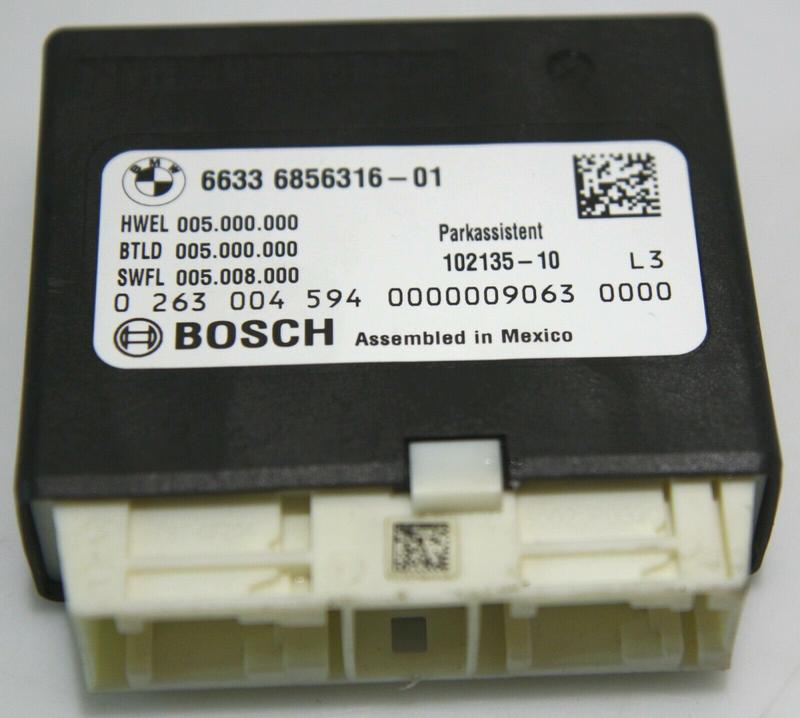 BMW
6633 6856316-01
HWEL 005.000.000
BTLD 005.000.000
SWFL 005.008.000
Parkassistent
102135-10 L3
0 263 004 594 0000009063 0000
BOSCH Assembled in Mexico